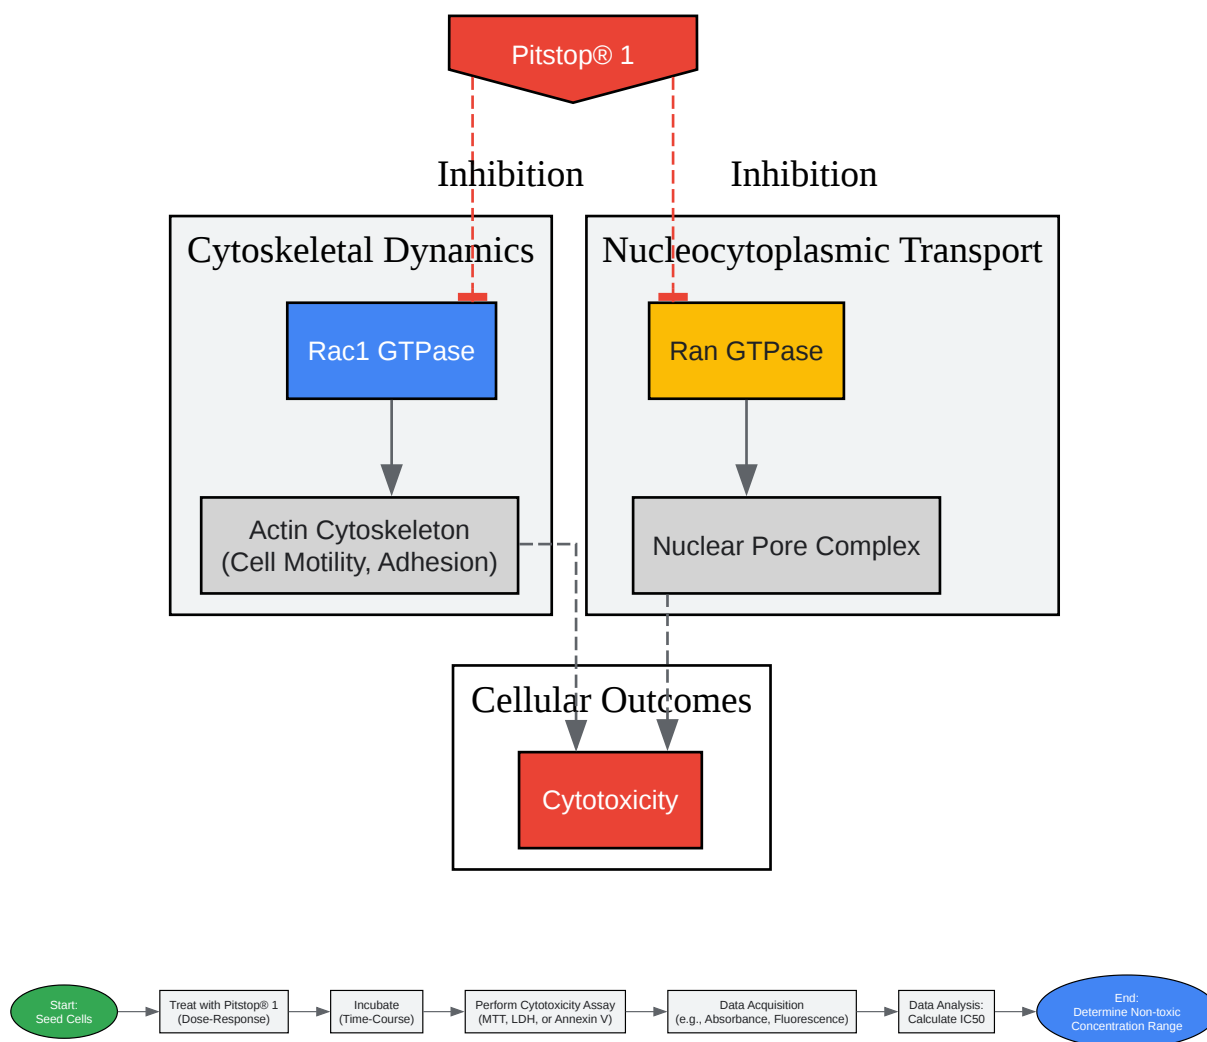 Pitstop® 1
Inhibition
Inhibition
Cytoskeletal Dynamics
Nucleocytoplasmic Transport
Rac1 GTPase
Ran GTPase
Actin Cytoskeleton
(Cell Motility, Adhesion)
Nuclear Pore Complex
Cellular Outcomes
Cytotoxicity
Start:
Seed Cells
Treat with Pitstop® 1
(Dose-Response)
Incubate
(Time-Course)
Perform Cytotoxicity Assay
(MTT, LDH, or Annexin V)
Data Acquisition
(e.g., Absorbance, Fluorescence)
Data Analysis:
Calculate IC50
End:
Determine Non-toxic
Concentration Range